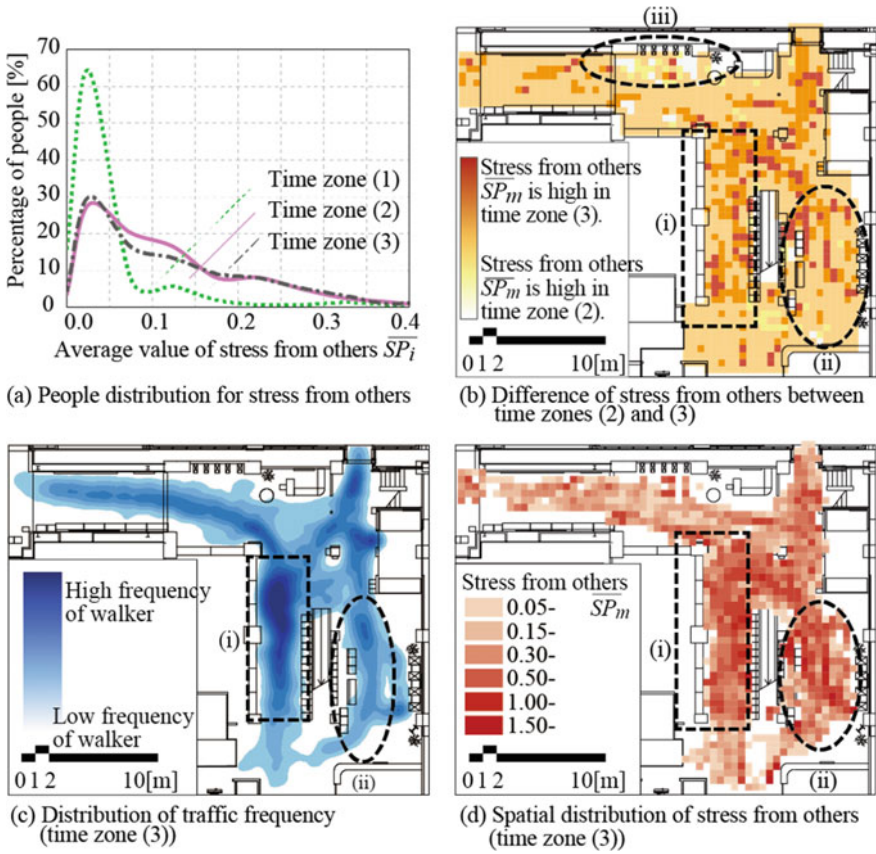 70
60
50
40
30
20
10
0
Percentage of people [%]
Time zone (1)
Time zone (2)
Time zone (3)
0.0 0.1 0.2 0.3 0.4
Average value of stress from others SP̅i
(a) People distribution for stress from others
(iii)
Stress from others
SP̅m is high in
time zone (3).
Stress from others
SP̅m is high in
time zone (2).
(i)
(ii)
0 1 2 10[m]
(b) Difference of stress from others between
time zones (2) and (3)
High frequency
of walker
Low frequency
of walker
(i)
(ii)
0 1 2 10[m]
(c) Distribution of traffic frequency
(time zone (3))
Stress from others
SP̅m
0.05-
0.15-
0.30-
0.50-
1.00-
1.50-
(i)
(ii)
0 1 2 10[m]
(d) Spatial distribution of stress from others
(time zone (3))